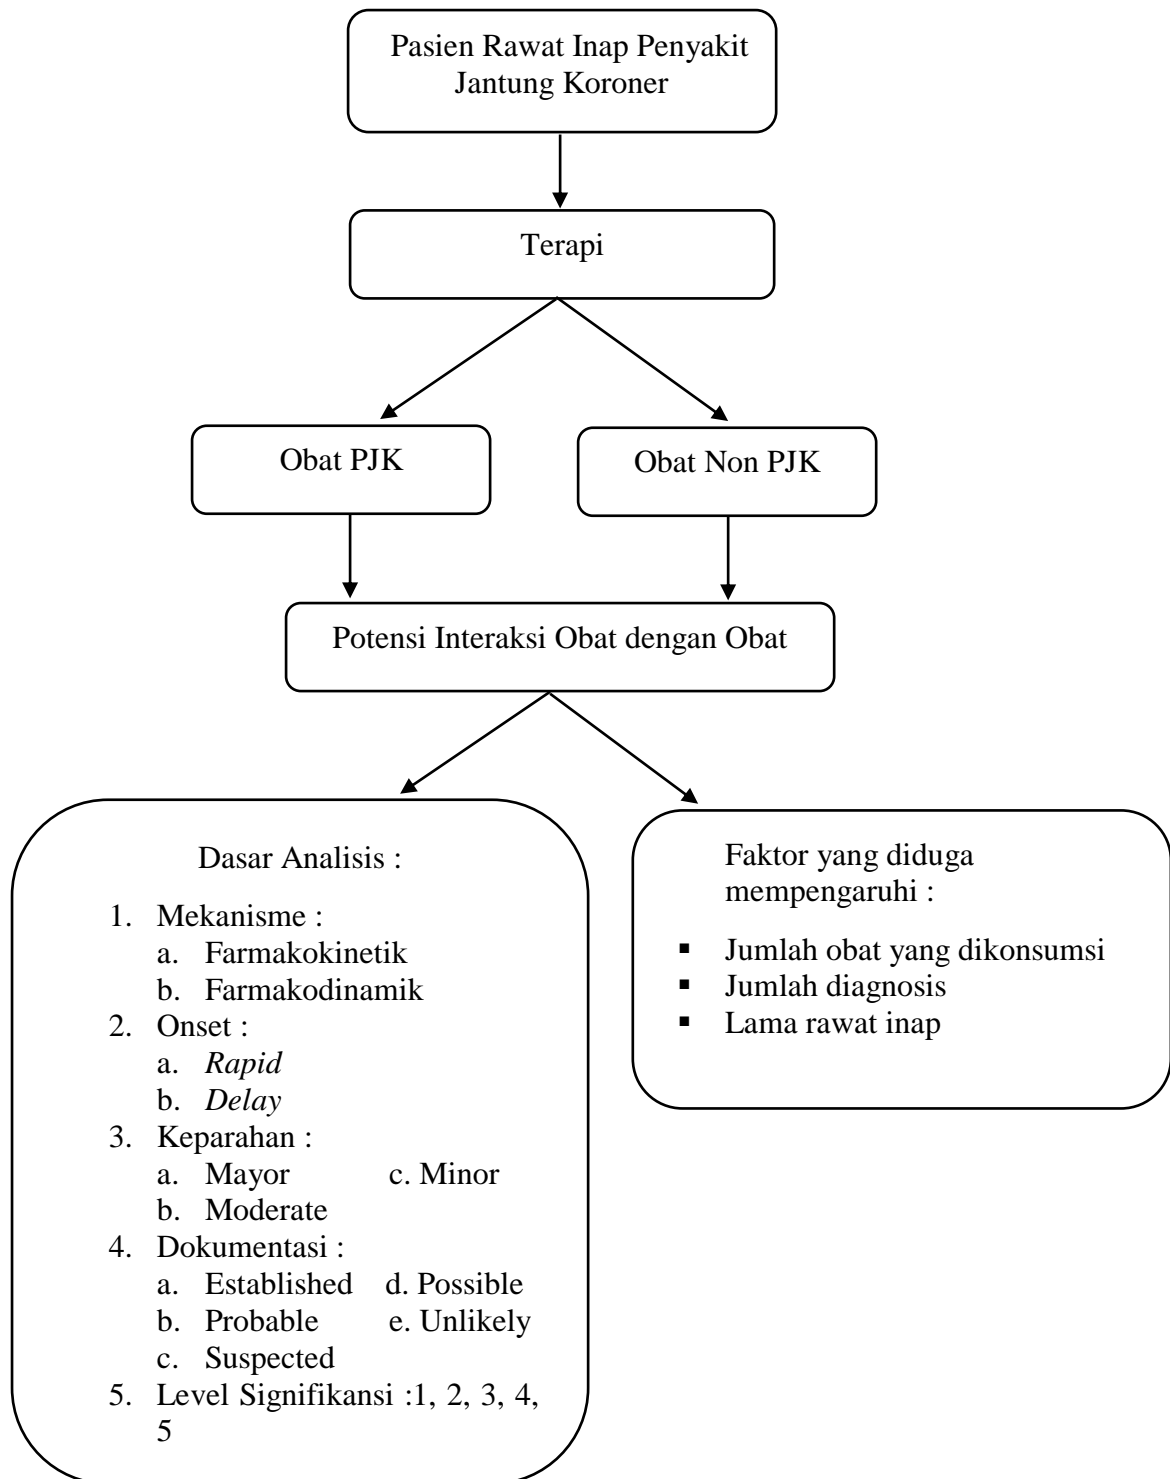 Pasien Rawat Inap Penyakit
Jantung Koroner
Terapi
Obat PJK
Obat Non PJK
Potensi Interaksi Obat dengan Obat
Dasar Analisis :
1. Mekanisme :
a. Farmakokinetik
b. Farmakodinamik
2. Onset :
a. Rapid
b. Delay
3. Keparahan :
a. Mayor c. Minor
b. Moderate
4. Dokumentasi :
a. Established d. Possible
b. Probable e. Unlikely
c. Suspected
5. Level Signifikansi :1, 2, 3, 4,
5
Faktor yang diduga
mempengaruhi :
▪ Jumlah obat yang dikonsumsi
▪ Jumlah diagnosis
▪ Lama rawat inap